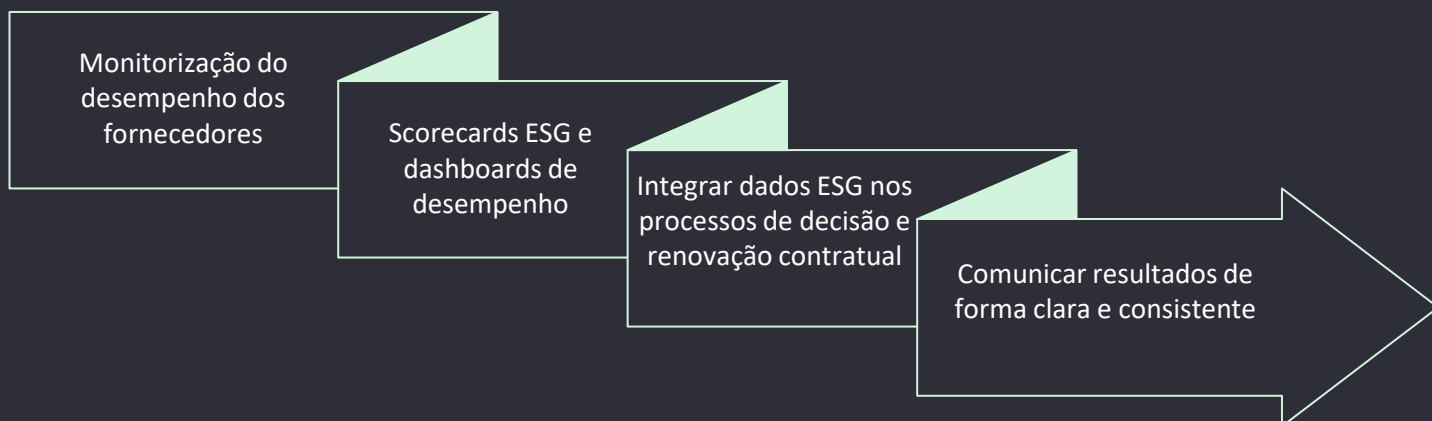 Monitorização do
desempenho dos
fornecedores
Scorecards ESG e
dashboards de
desempenho
Integrar dados ESG nos
processos de decisão e
renovação contratual
Comunicar resultados de
forma clara e consistente